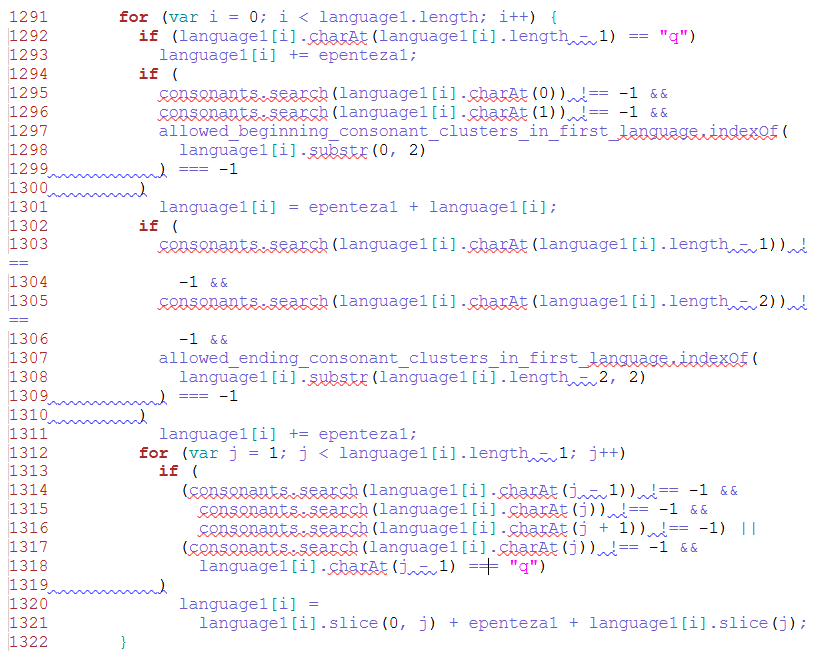 1291       for (var i = 0; i < language1.length; i++) {
1292         if (language1[i].charAt(language1[i].length - 1) == "q")
1293           language1[i] += epenteza1;
1294         if (
1295           consonants.search(language1[i].charAt(0)) !== -1 &&
1296           consonants.search(language1[i].charAt(1)) !== -1 &&
1297           allowed_beginning_consonant_clusters_in_first_language.indexOf(
1298             language1[i].substr(0, 2)
1299           ) === -1
1300         )
1301           language1[i] = epenteza1 + language1[i];
1302         if (
1303           consonants.search(language1[i].charAt(language1[i].length - 1)) !
==
1304             -1 &&
1305           consonants.search(language1[i].charAt(language1[i].length - 2)) !
==
1306             -1 &&
1307           allowed_ending_consonant_clusters_in_first_language.indexOf(
1308             language1[i].substr(language1[i].length - 2, 2)
1309           ) === -1
1310         )
1311           language1[i] += epenteza1;
1312         for (var j = 1; j < language1[i].length - 1; j++)
1313           if (
1314             (consonants.search(language1[i].charAt(j - 1)) !== -1 &&
1315               consonants.search(language1[i].charAt(j)) !== -1 &&
1316               consonants.search(language1[i].charAt(j + 1)) !== -1) ||
1317             (consonants.search(language1[i].charAt(j)) !== -1 &&
1318               language1[i].charAt(j - 1) === "q")
1319           )
1320             language1[i] =
1321               language1[i].slice(0, j) + epenteza1 + language1[i].slice(j);
1322       }